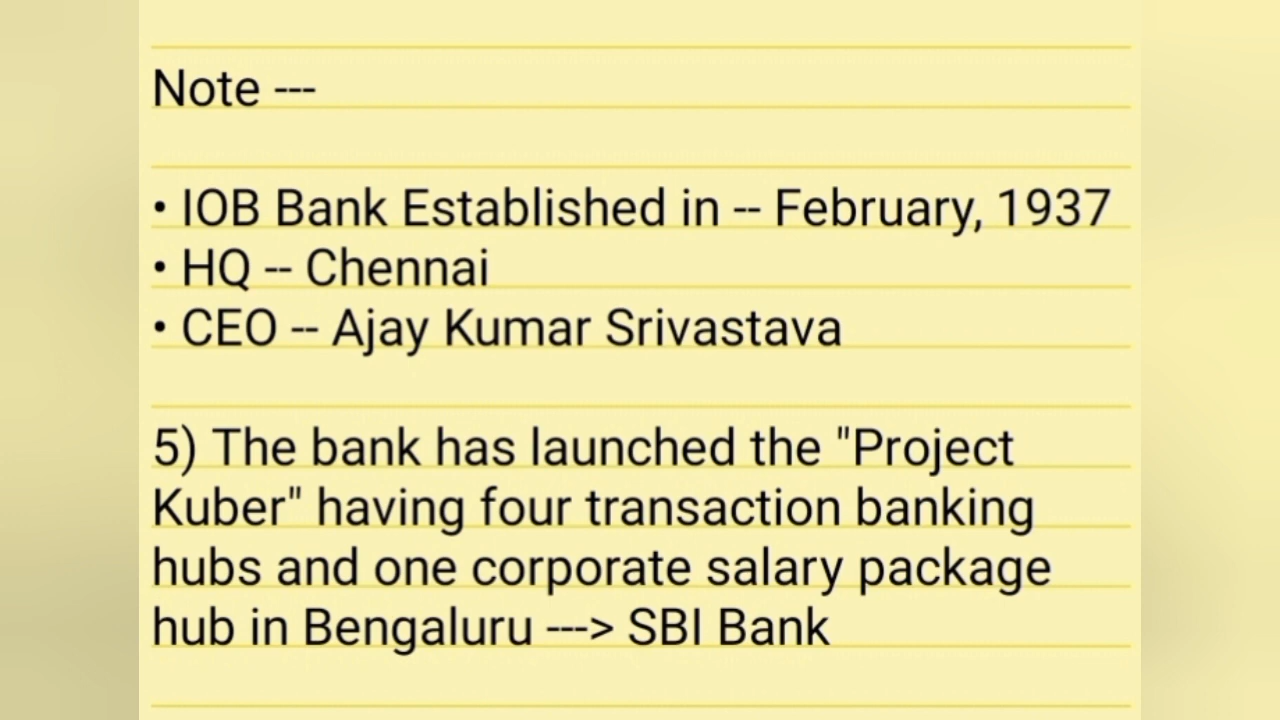 Note ---
• IOB Bank Established in -- February, 1937
• HQ -- Chennai
• CEO -- Ajay Kumar Srivastava
5) The bank has launched the "Project
Kuber" having four transaction banking
hubs and one corporate salary package
hub in Bengaluru ---> SBI Bank